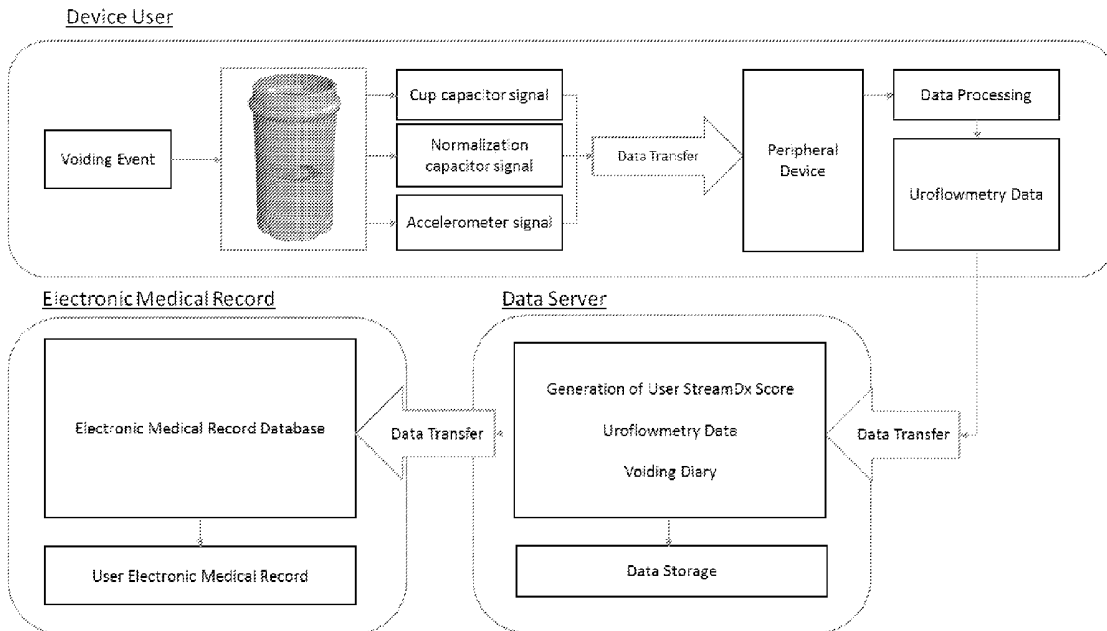 Device User
Voiding Event
Cup capacitor signal
Normalization
capacitor signal
Accelerometer signal
Data Transfer
Peripheral
Device
Data Processing
Uroflowmetry Data
Electronic Medical Record
Electronic Medical Record Database
User Electronic Medical Record
Data Transfer
Data Server
Generation of User StreamDx Score
Uroflowmetry Data
Voiding Diary
Data Storage
Data Transfer